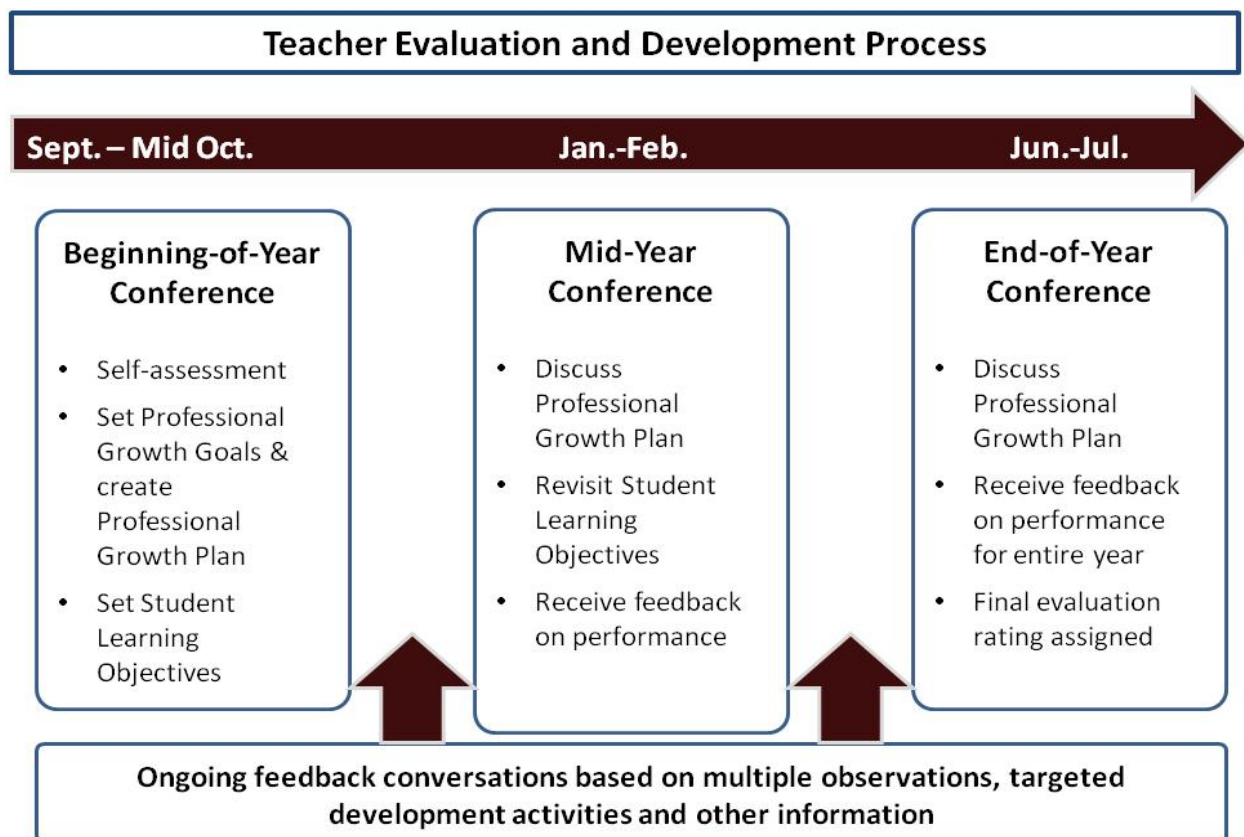 Teacher Evaluation and Development Process
Sept. – Mid Oct.
Jan.-Feb.
Jun.-Jul.
Beginning-of-Year
Conference
• Self-assessment
• Set Professional
Growth Goals &
create
Professional
Growth Plan
• Set Student
Learning
Objectives
Mid-Year
Conference
• Discuss
Professional
Growth Plan
• Revisit Student
Learning
Objectives
• Receive feedback
on performance
End-of-Year
Conference
• Discuss
Professional
Growth Plan
• Receive feedback
on performance
for entire year
• Final evaluation
rating assigned
Ongoing feedback conversations based on multiple observations, targeted
development activities and other information